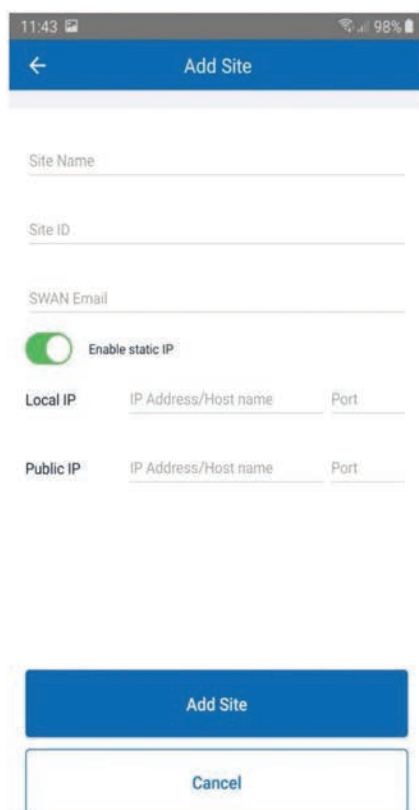 11:43 98%
Add Site
Site Name
Site ID
SWAN Email
Enable static IP
Local IP IP Address/Host name Port
Public IP IP Address/Host name Port
Add Site
Cancel